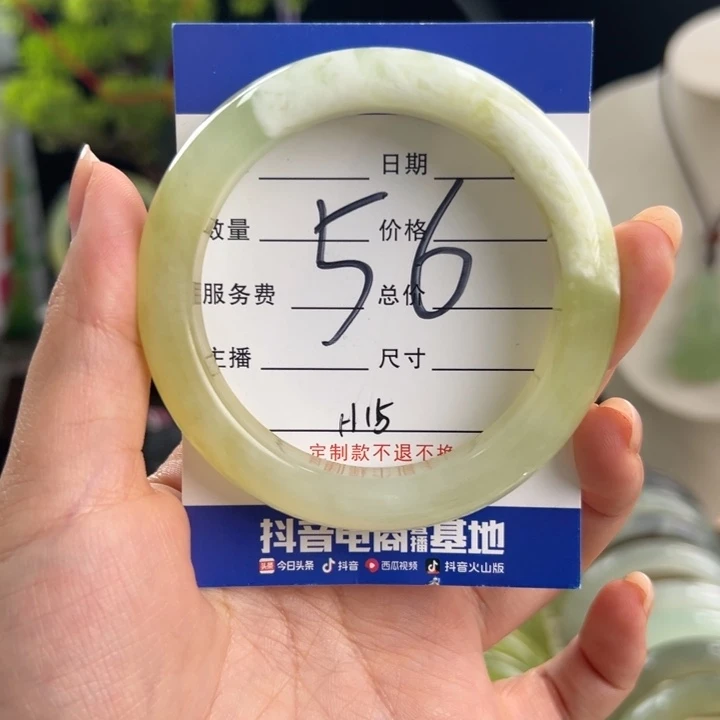 日期
数量 价格
56
服务费 总价
主播 尺寸
H15
定制款不退不换
抖音电商直播基地
头条 今日头条 抖音 西瓜视频 抖音火山版